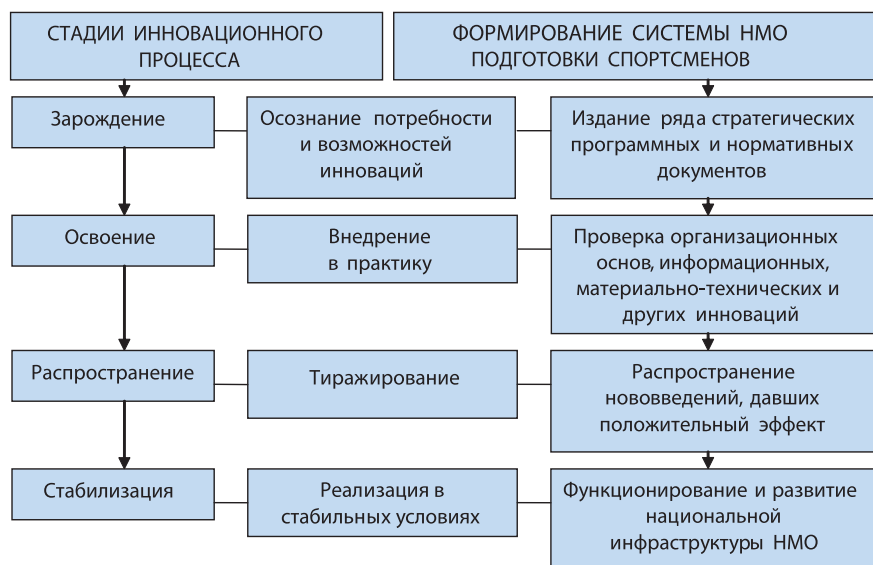 СТАДИИ ИННОВАЦИОННОГО
ПРОЦЕССА
ФОРМИРОВАНИЕ СИСТЕМЫ НМО
ПОДГОТОВКИ СПОРТСМЕНОВ
Зарождение
Осознание потребности
и возможностей
инноваций
Издание ряда стратегических
программных и нормативных
документов
Освоение
Внедрение
в практику
Проверка организационных
основ, информационных,
материально-технических и
других инноваций
Распространение
Тиражирование
Распространение
нововведений, давших
положительный эффект
Стабилизация
Реализация в
стабильных условиях
Функционирование и развитие
национальной
инфраструктуры НМО